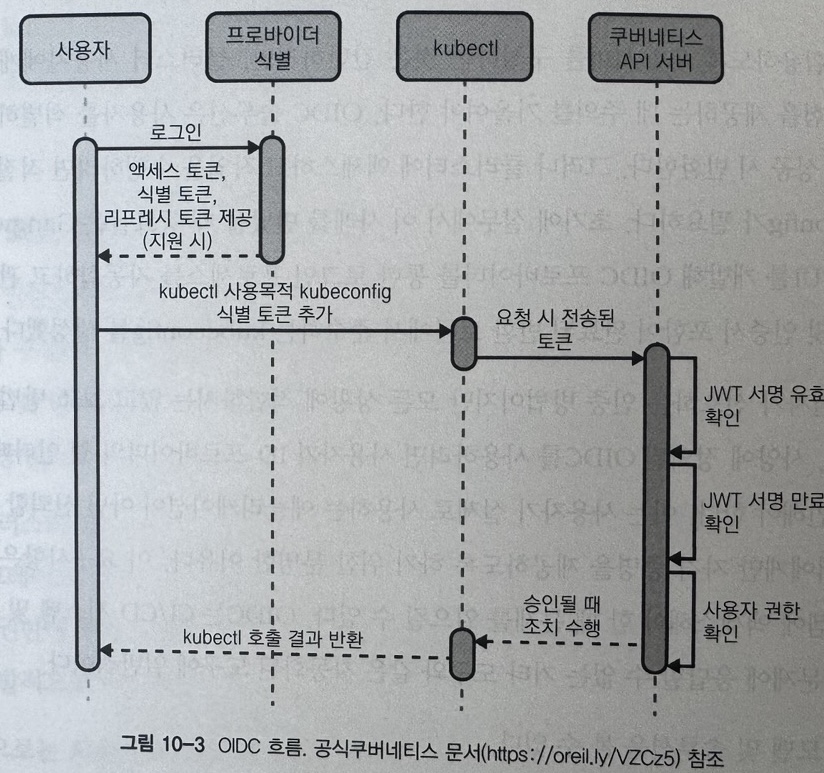 사용자
프로바이더
식별
kubectl
쿠버네티스
API 서버
로그인
액세스 토큰,
식별 토큰,
리프레시 토큰 제공
(지원 시)
kubectl 사용목적 kubeconfig
식별 토큰 추가
요청 시 전송된
토큰
JWT 서명 유효
확인
JWT 서명 만료
확인
사용자 권한
확인
승인될 때
조치 수행
kubectl 호출 결과 반환
그림 10-3 OIDC 흐름. 공식쿠버네티스 문서(https://oreil.ly/VZCz5) 참조